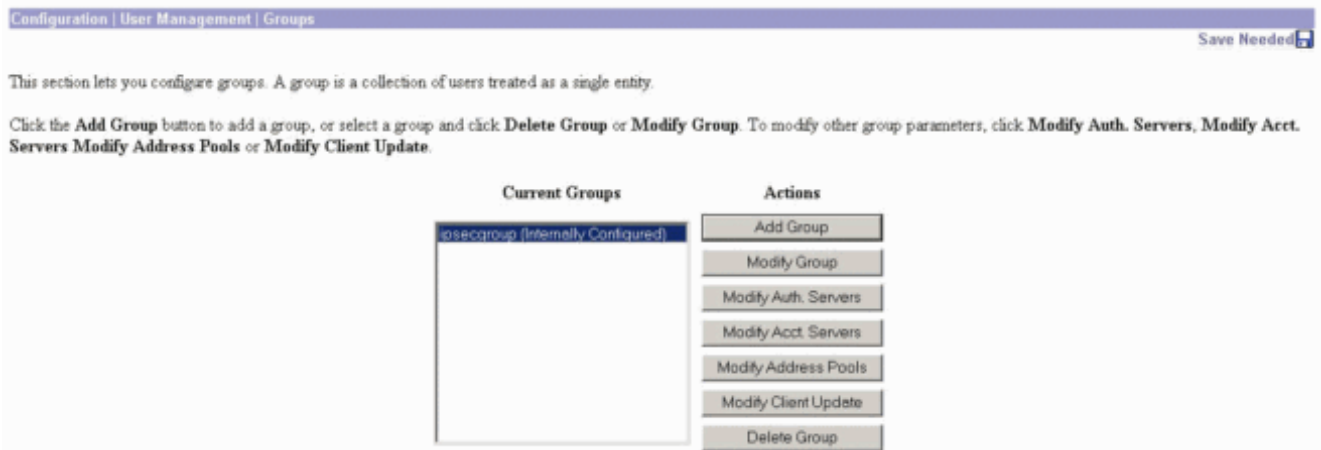 Configuration | User Management | Groups
Save Needed
This section lets you configure groups. A group is a collection of users treated as a single entity.
Click the Add Group button to add a group, or select a group and click Delete Group or Modify Group. To modify other group parameters, click Modify Auth. Servers, Modify Acct.
Servers Modify Address Pools or Modify Client Update.
Current Groups
Actions
ipsecgroup (Internally Configured)
Add Group
Modify Group
Modify Auth. Servers
Modify Acct. Servers
Modify Address Pools
Modify Client Update
Delete Group